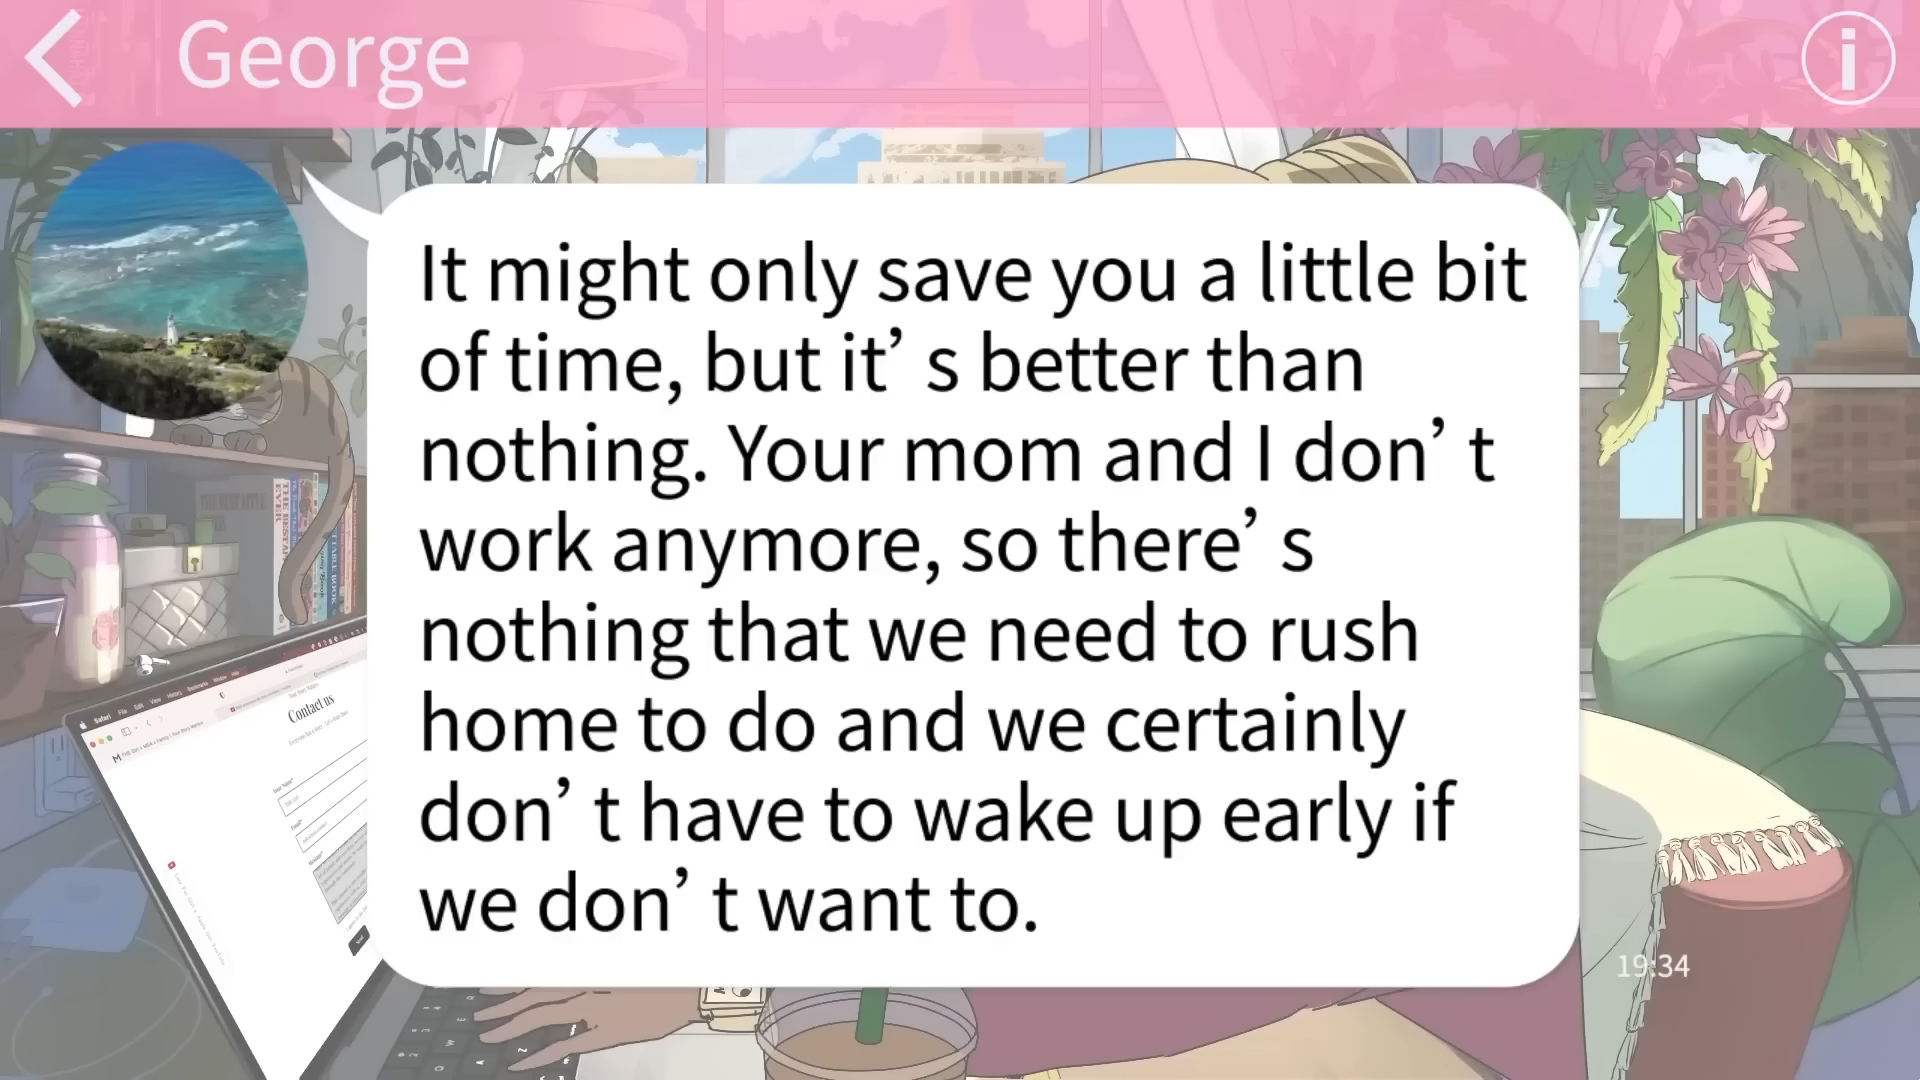 George
It might only save you a little bit
of time, but it’s better than
nothing. Your mom and I don’t
work anymore, so there’s
nothing that we need to rush
home to do and we certainly
don’t have to wake up early if
we don’t want to.
19:34
Contact us